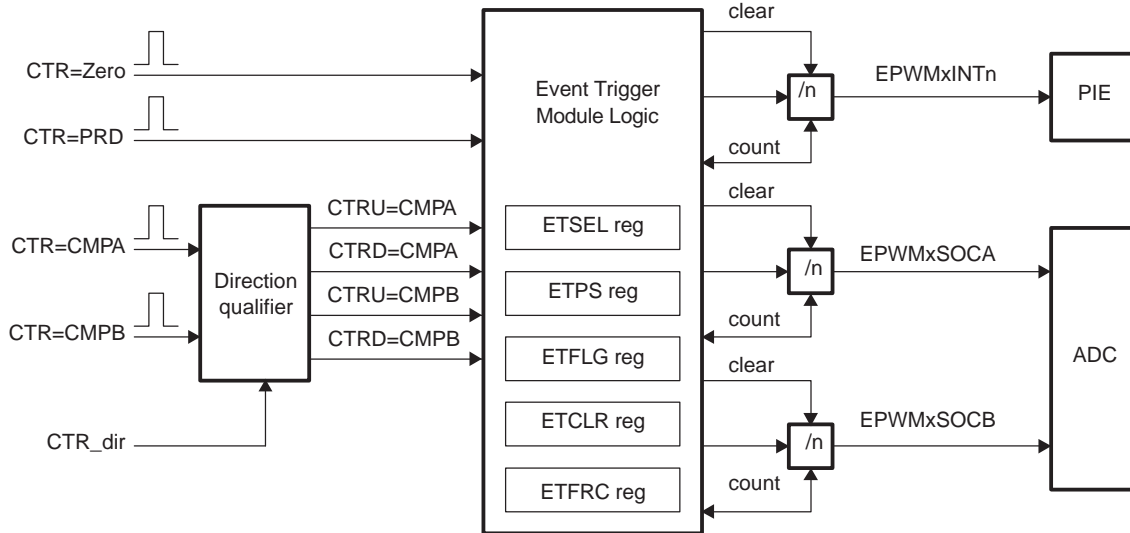 clear
CTR=Zero
Event Trigger
Module Logic
/n
EPWMxINTn
PIE
CTR=PRD
count
clear
CTRU=CMPA
ETSEL reg
CTR=CMPA
CTRD=CMPA
EPWMxSOCA
Direction
qualifier
/n
CTRU=CMPB
ETPS reg
CTR=CMPB
count
CTRD=CMPB
ETFLG reg
ADC
clear
ETCLR reg
EPWMxSOCB
CTR_dir
/n
count
ETFRC reg